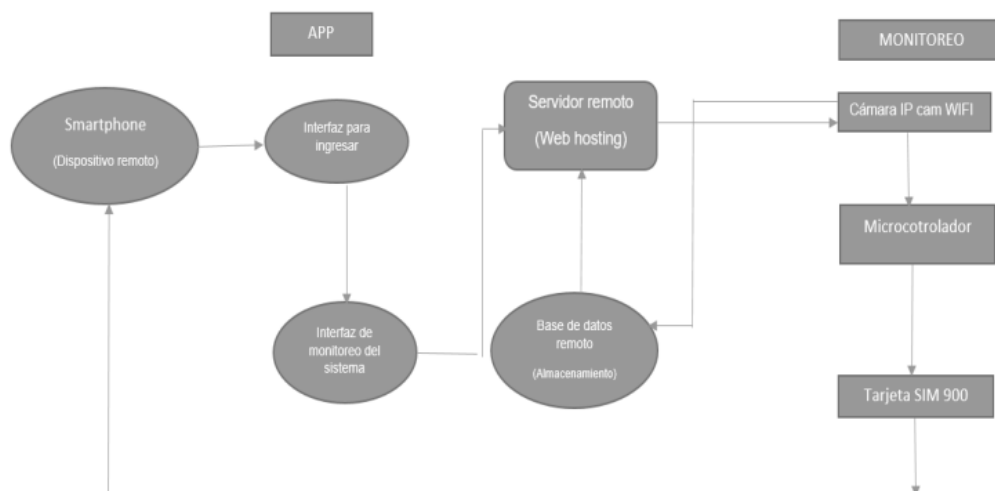 APP
MONITOREO
Smartphone
(Dispositivo remoto)
Interfaz para
ingresar
Servidor remoto
(Web hosting)
Cámara IP cam WIFI
Microcotrolador
Interfaz de
monitoreo del
sistema
Base de datos
remoto
(Almacenamiento)
Tarjeta SIM 900